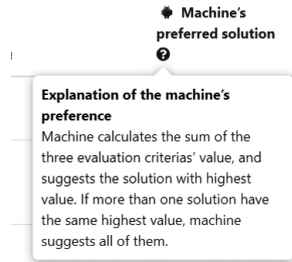 Machine's
preferred solution
Explanation of the machine's
preference
Machine calculates the sum of the
three evaluation criterias' value, and
suggests the solution with highest
value. If more than one solution have
the same highest value, machine
suggests all of them.